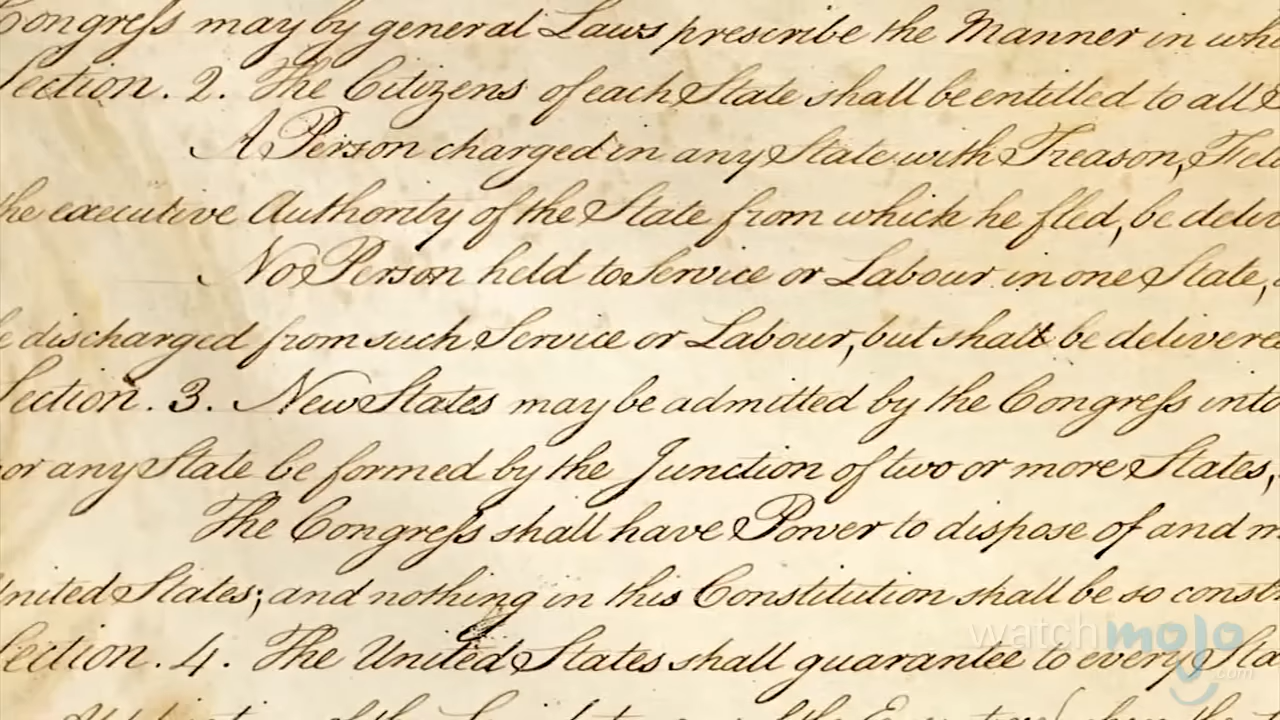 Congress may by general Laws prescribe the Manner in
Section. 2. The Citizens of each State shall be entitled to all
A Person charged in any State with Treason,
the executive Authority of the State from which he fled, be
No Person held to Service or Labour in one State,
discharged from such Service or Labour, but shall be
Section. 3. New States may be admitted by the Congress into
or any State be formed by the Junction of two or more States,
The Congress shall have Power to dispose of and
United States; and nothing in this Constitution shall be so
watchmojo
.com
Section. 4. The United States shall guarantee to every